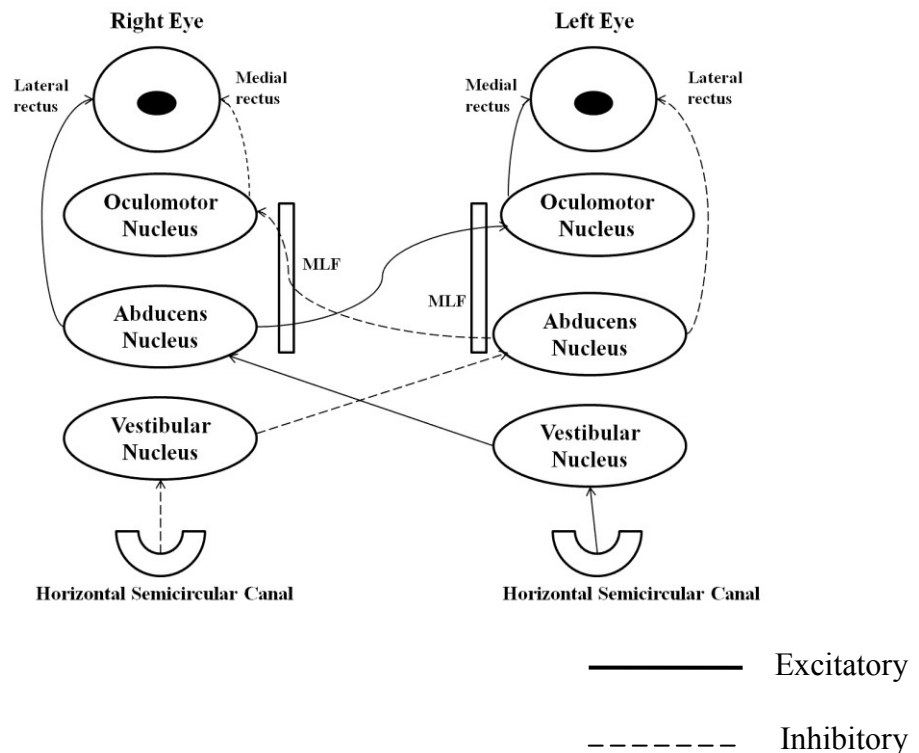 Right Eye
Left Eye
Lateral
rectus
Medial
rectus
Medial
rectus
Lateral
rectus
Oculomotor
Nucleus
Oculomotor
Nucleus
MLF
MLF
Abducens
Nucleus
Abducens
Nucleus
Vestibular
Nucleus
Vestibular
Nucleus
Horizontal Semicircular Canal
Horizontal Semicircular Canal
Excitatory
Inhibitory